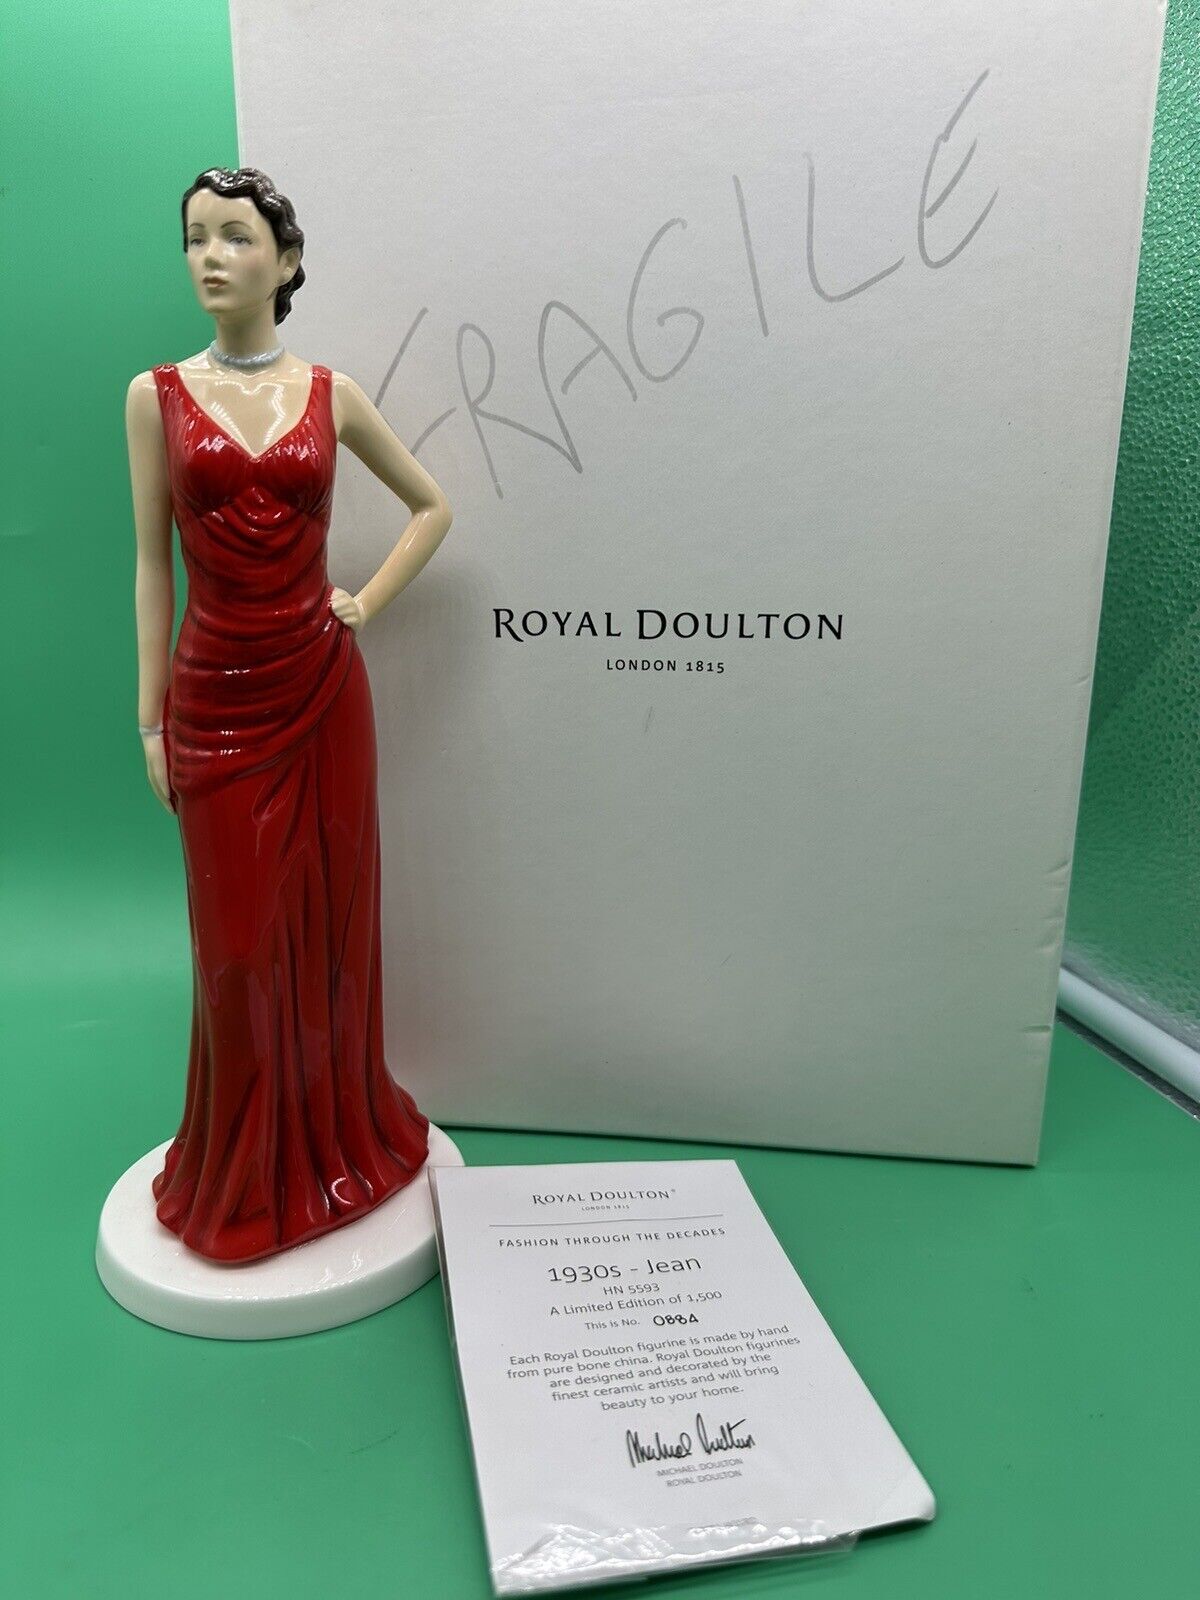 FRAGILE
ROYAL DOULTON
LONDON 1815
ROYAL DOULTON®
LONDON 1815
FASHION THROUGH THE DECADES
1930s - Jean
HN 5593
A Limited Edition of 1,500
This is No. 0884
Each Royal Doulton figurine is made by hand
from pure bone china. Royal Doulton figurines
are designed and decorated by the
finest ceramic artists and will bring
beauty to your home.
Michael Doulton
MICHAEL DOULTON
ROYAL DOULTON